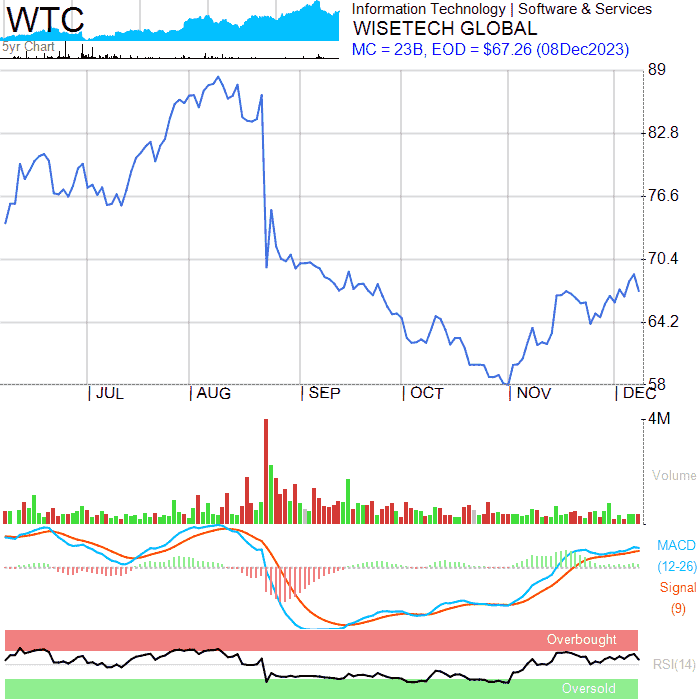 WTC
5yr Chart
Information Technology | Software & Services
WISETECH GLOBAL
MC = 23B, EOD = $67.26 (08Dec2023)
89
82.8
76.6
70.4
64.2
58
JUL
AUG
SEP
OCT
NOV
DEC
4M
Volume
MACD
(12-26)
Signal
(9)
Overbought
RSI(14)
Oversold